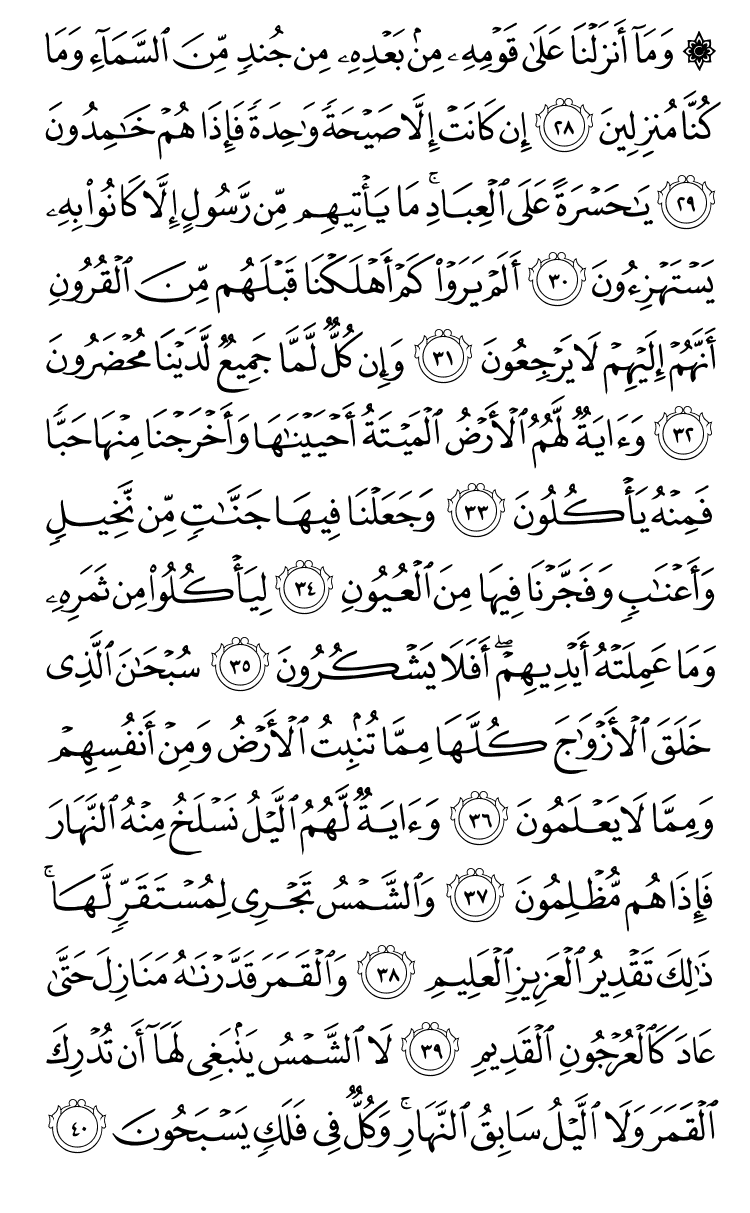 ۞ وَمَآ أَنزَلۡنَا عَلَىٰ قَوۡمِهِۦ مِنۢ بَعۡدِهِۦ مِن جُندٖ مِّنَ ٱلسَّمَآءِ وَمَا
كُنَّا مُنزِلِينَ ٢٨ إِن كَانَتۡ إِلَّا صَيۡحَةٗ وَٰحِدَةٗ فَإِذَا هُمۡ خَٰمِدُونَ
٢٩ يَٰحَسۡرَةً عَلَى ٱلۡعِبَادِۚ مَا يَأۡتِيهِم مِّن رَّسُولٍ إِلَّا كَانُواْ بِهِۦ
يَسۡتَهۡزِءُونَ ٣٠ أَلَمۡ يَرَوۡاْ كَمۡ أَهۡلَكۡنَا قَبۡلَهُم مِّنَ ٱلۡقُرُونِ
أَنَّهُمۡ إِلَيۡهِمۡ لَا يَرۡجِعُونَ ٣١ وَإِن كُلّٞ لَّمَّا جَمِيعٞ لَّدَيۡنَا مُحۡضَرُونَ
٣٢ وَءَايَةٞ لَّهُمُ ٱلۡأَرۡضُ ٱلۡمَيۡتَةُ أَحۡيَيۡنَٰهَا وَأَخۡرَجۡنَا مِنۡهَا حَبّٗا
فَمِنۡهُ يَأۡكُلُونَ ٣٣ وَجَعَلۡنَا فِيهَا جَنَّٰتٖ مِّن نَّخِيلٖ
وَأَعۡنَٰبٖ وَفَجَّرۡنَا فِيهَا مِنَ ٱلۡعُيُونِ ٣٤ لِيَأۡكُلُواْ مِن ثَمَرِهِۦ
وَمَا عَمِلَتۡهُ أَيۡدِيهِمۡۖ أَفَلَا يَشۡكُرُونَ ٣٥ سُبۡحَٰنَ ٱلَّذِي
خَلَقَ ٱلۡأَزۡوَٰجَ كُلَّهَا مِمَّا تُنۢبِتُ ٱلۡأَرۡضُ وَمِنۡ أَنفُسِهِمۡ
وَمِمَّا لَا يَعۡلَمُونَ ٣٦ وَءَايَةٞ لَّهُمُ ٱلَّيۡلُ نَسۡلَخُ مِنۡهُ ٱلنَّهَارَ
فَإِذَا هُم مُّظۡلِمُونَ ٣٧ وَٱلشَّمۡسُ تَجۡرِي لِمُسۡتَقَرّٖ لَّهَاۚ
ذَٰلِكَ تَقۡدِيرُ ٱلۡعَزِيزِ ٱلۡعَلِيمِ ٣٨ وَٱلۡقَمَرَ قَدَّرۡنَٰهُ مَنَازِلَ حَتَّىٰ
عَادَ كَٱلۡعُرۡجُونِ ٱلۡقَدِيمِ ٣٩ لَا ٱلشَّمۡسُ يَنۢبَغِي لَهَآ أَن تُدۡرِكَ
ٱلۡقَمَرَ وَلَا ٱلَّيۡلُ سَابِقُ ٱلنَّهَارِۚ وَكُلّٞ فِي فَلَكٖ يَسۡبَحُونَ ٤٠